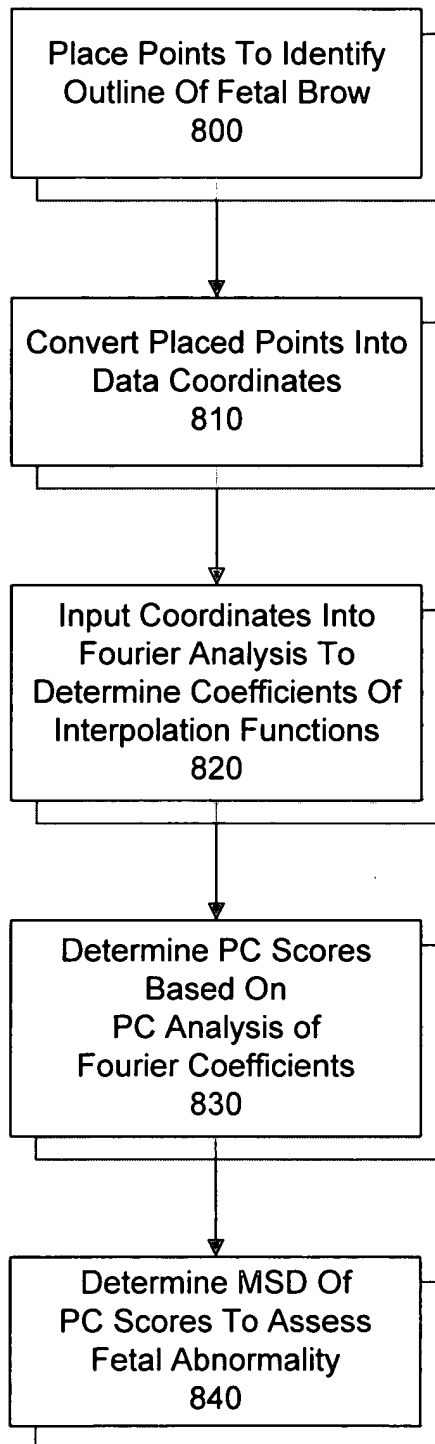 Place Points To Identify
Outline Of Fetal Brow
800
Convert Placed Points Into
Data Coordinates
810
Input Coordinates Into
Fourier Analysis To
Determine Coefficients Of
Interpolation Functions
820
Determine PC Scores
Based On
PC Analysis of
Fourier Coefficients
830
Determine MSD Of
PC Scores To Assess
Fetal Abnormality
840